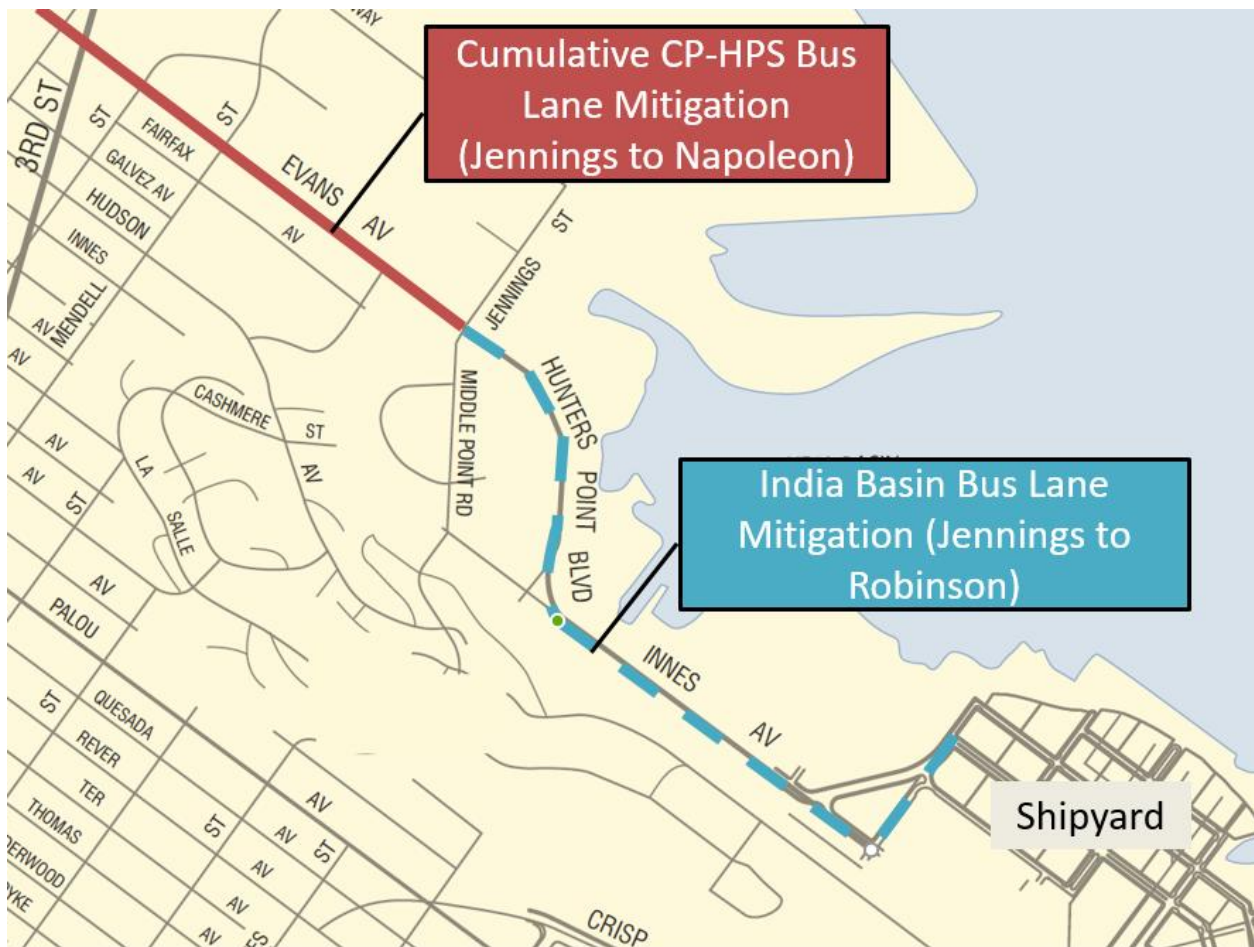 Cumulative CP-HPS Bus
Lane Mitigation
(Jennings to Napoleon)
WAY
3RD ST
ST
ST
FAIRFAX
AV
GALVEZ AV
HUDSON
INNES
AV
AV
MENDELL
EVANS AV
JENNINGS ST
HUNTERS POINT BLVD
MIDDLE POINT RD
CASHMERE
ST
AV
LA
SALLE
India Basin Bus Lane
Mitigation (Jennings to
Robinson)
INNES
AV
Shipyard
AV
ST
AV
AV
PALOU
ST
QUESADA
REVER
TER
THOMAS
AV
ST
AV
ST
AV
AV
AV
CRISP